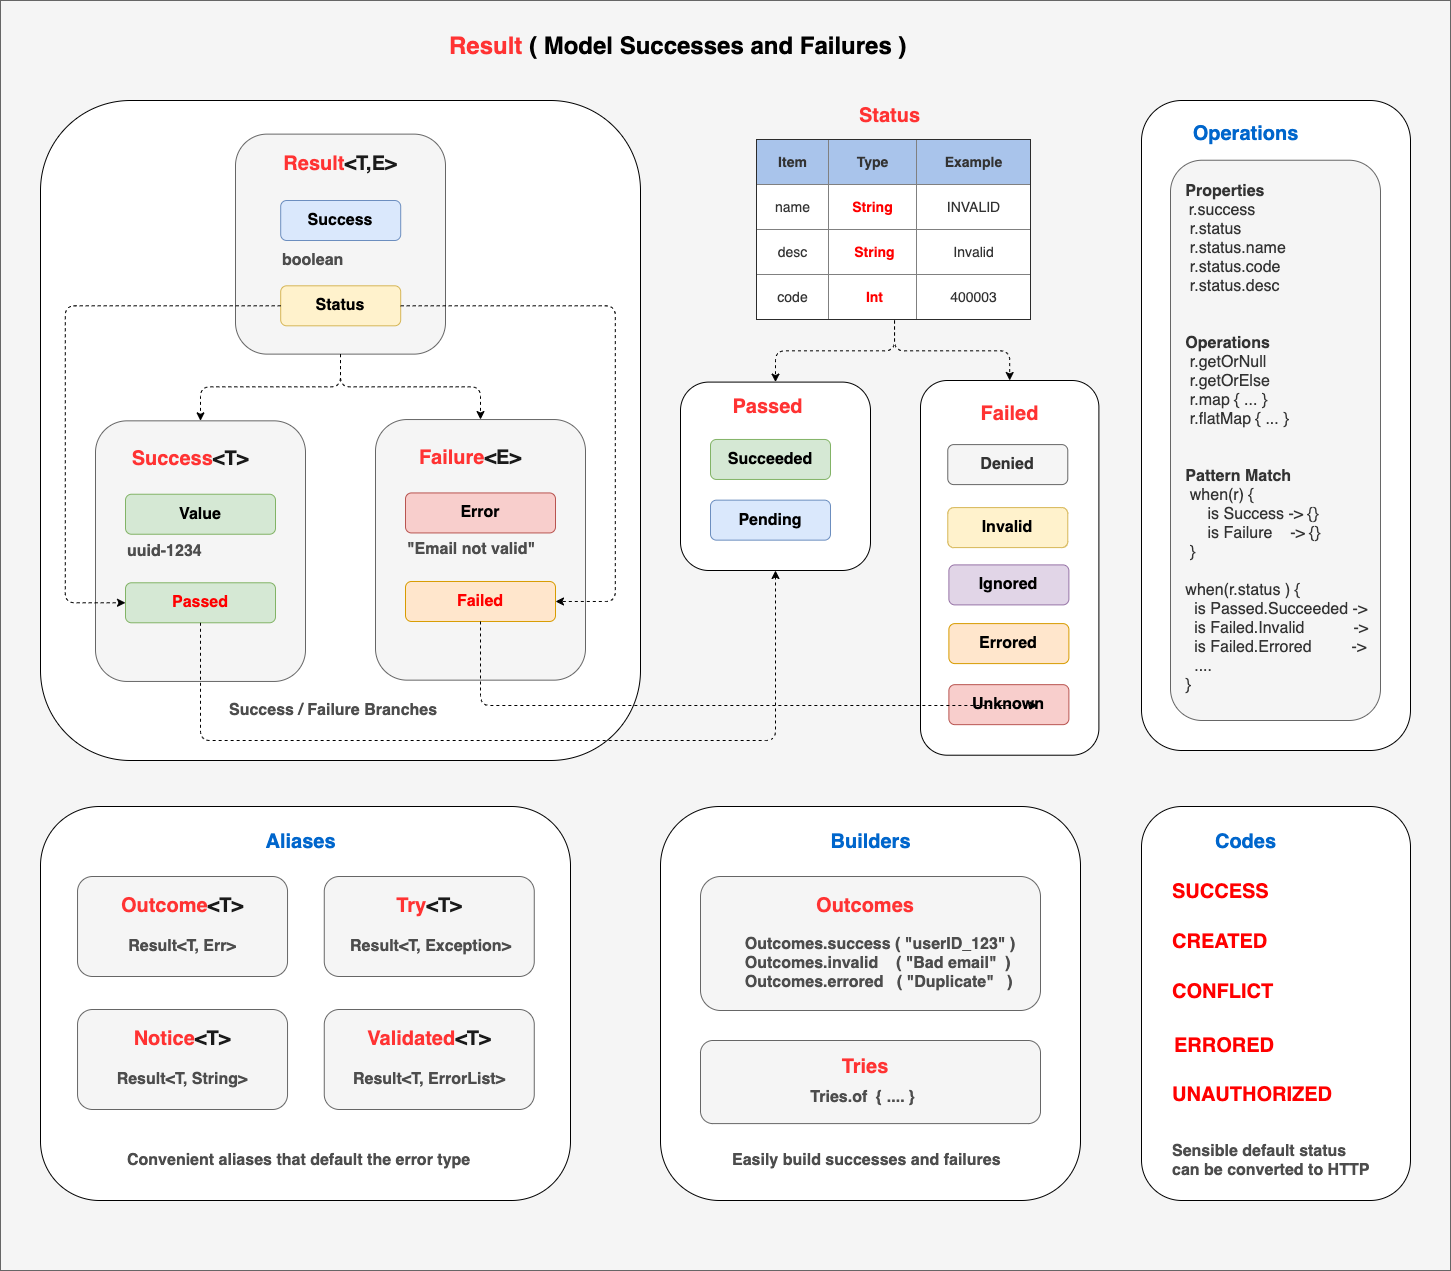 Result ( Model Successes and Failures )
Result<T,E>
Success
boolean
Status
Success<T>
Value
uuid-1234
Passed
Failure<E>
Error
"Email not valid"
Failed
Success / Failure Branches
Status
Item Type Example
name String INVALID
desc String Invalid
code Int 400003
Passed
Succeeded
Pending
Failed
Denied
Invalid
Ignored
Errored
Unknown
Operations
Properties
r.success
r.status
r.status.name
r.status.code
r.status.desc
Operations
r.getOrNull
r.getOrElse
r.map { ... }
r.flatMap { ... }
Pattern Match
when(r) {
is Success -> {}
is Failure -> {}
}
when(r.status ) {
is Passed.Succeeded ->
is Failed.Invalid ->
is Failed.Errored ->
....
}
Aliases
Outcome<T>
Result<T, Err>
Try<T>
Result<T, Exception>
Notice<T>
Result<T, String>
Validated<T>
Result<T, ErrorList>
Convenient aliases that default the error type
Builders
Outcomes
Outcomes.success ( "userID_123" )
Outcomes.invalid ( "Bad email" )
Outcomes.errored ( "Duplicate" )
Tries
Tries.of { .... }
Easily build successes and failures
Codes
SUCCESS
CREATED
CONFLICT
ERRORED
UNAUTHORIZED
Sensible default status
can be converted to HTTP